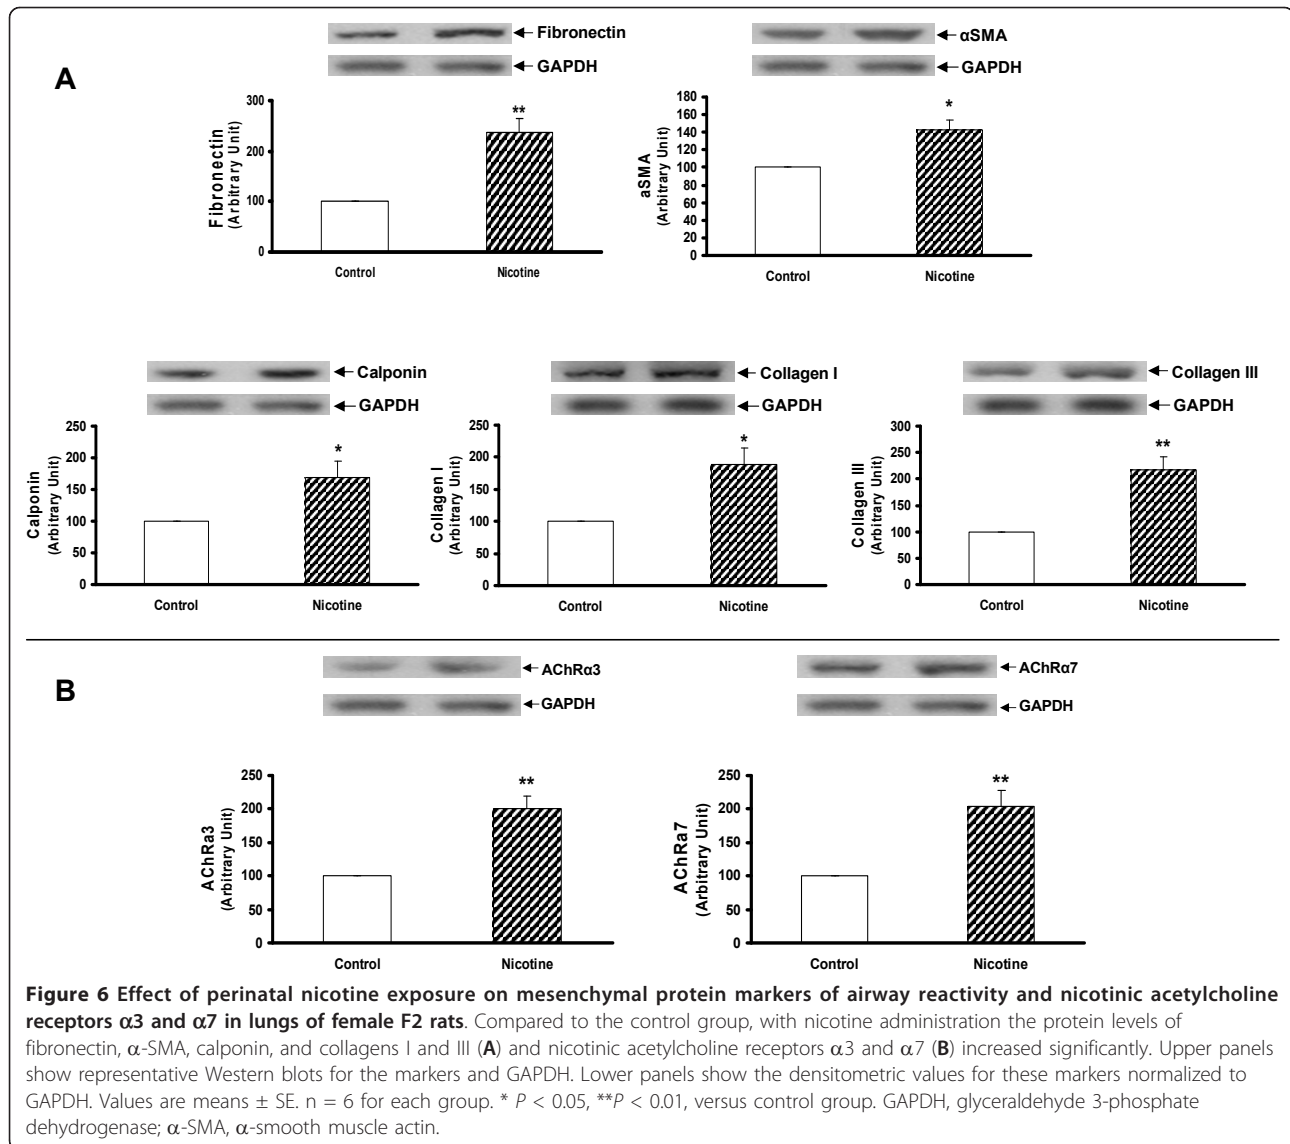 A
Fibronectin
GAPDH
Fibronectin
(Arbitrary Unit)
300
200
100
0
**
Control
Nicotine
αSMA
GAPDH
aSMA
(Arbitrary Unit)
180
160
140
120
100
80
60
40
20
0
*
Control
Nicotine
Calponin
GAPDH
Calponin
(Arbitrary Unit)
250
200
150
100
50
0
*
Control
Nicotine
Collagen I
GAPDH
Collagen I
(Arbitrary Unit)
250
200
150
100
50
0
*
Control
Nicotine
Collagen III
GAPDH
Collagen III
(Arbitrary Unit)
300
250
200
150
100
50
0
**
Control
Nicotine
B
AChRα3
GAPDH
AChRa3
(Arbitrary Unit)
250
200
150
100
50
0
**
Control
Nicotine
AChRα7
GAPDH
AChRa7
(Arbitrary Unit)
250
200
150
100
50
0
**
Control
Nicotine
Figure 6 Effect of perinatal nicotine exposure on mesenchymal protein markers of airway reactivity and nicotinic acetylcholine
receptors α3 and α7 in lungs of female F2 rats. Compared to the control group, with nicotine administration the protein levels of
fibronectin, α-SMA, calponin, and collagens I and III (A) and nicotinic acetylcholine receptors α3 and α7 (B) increased significantly. Upper panels
show representative Western blots for the markers and GAPDH. Lower panels show the densitometric values for these markers normalized to
GAPDH. Values are means ± SE. n = 6 for each group. * P < 0.05, **P < 0.01, versus control group. GAPDH, glyceraldehyde 3-phosphate
dehydrogenase; α-SMA, α-smooth muscle actin.